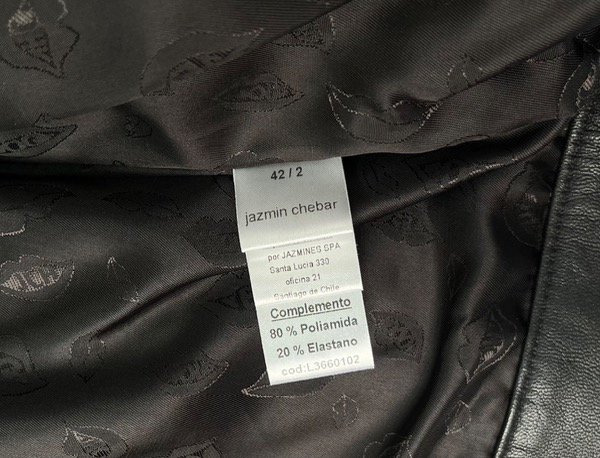 42 / 2
jazmin chebar
por JAZMINES SPA
Santa Lucia 330
oficina 21
Santiago de Chile
Complemento
80 % Poliamida
20 % Elastano
cod:L3660102